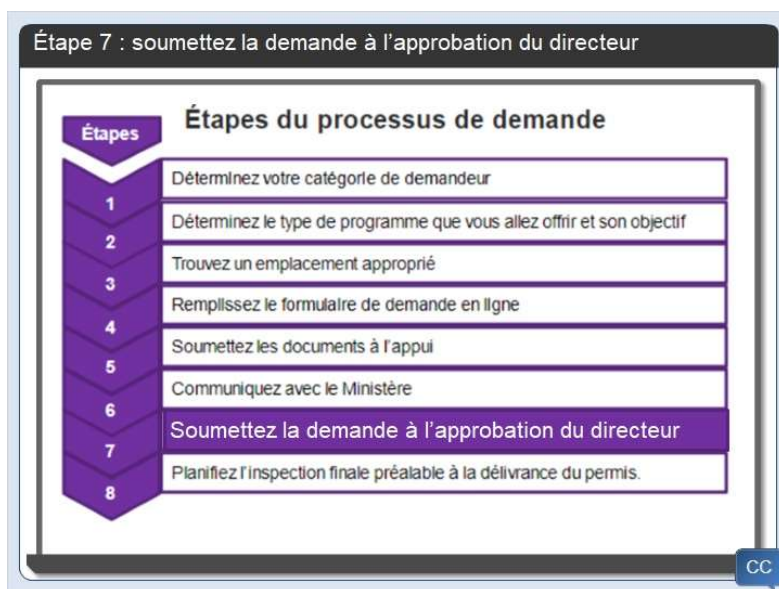 Étape 7 : soumettez la demande à l’approbation du directeur
Étapes du processus de demande
Étapes
1 Déterminez votre catégorie de demandeur
2 Déterminez le type de programme que vous allez offrir et son objectif
3 Trouvez un emplacement approprié
4 Remplissez le formulaire de demande en ligne
5 Soumettez les documents à l’appui
6 Communiquez avec le Ministère
7 Soumettez la demande à l’approbation du directeur
8 Planifiez l’inspection finale préalable à la délivrance du permis.
CC